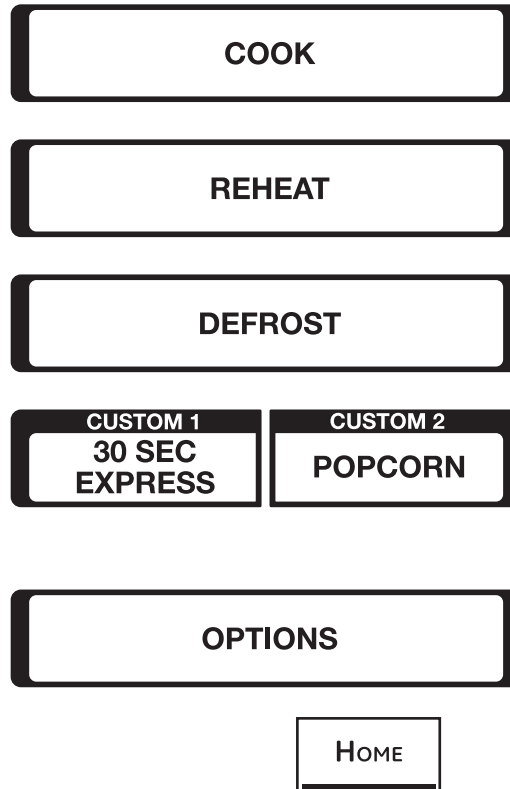 COOK
REHEAT
DEFROST
CUSTOM 1
30 SEC
EXPRESS
CUSTOM 2
POPCORN
OPTIONS
HOME